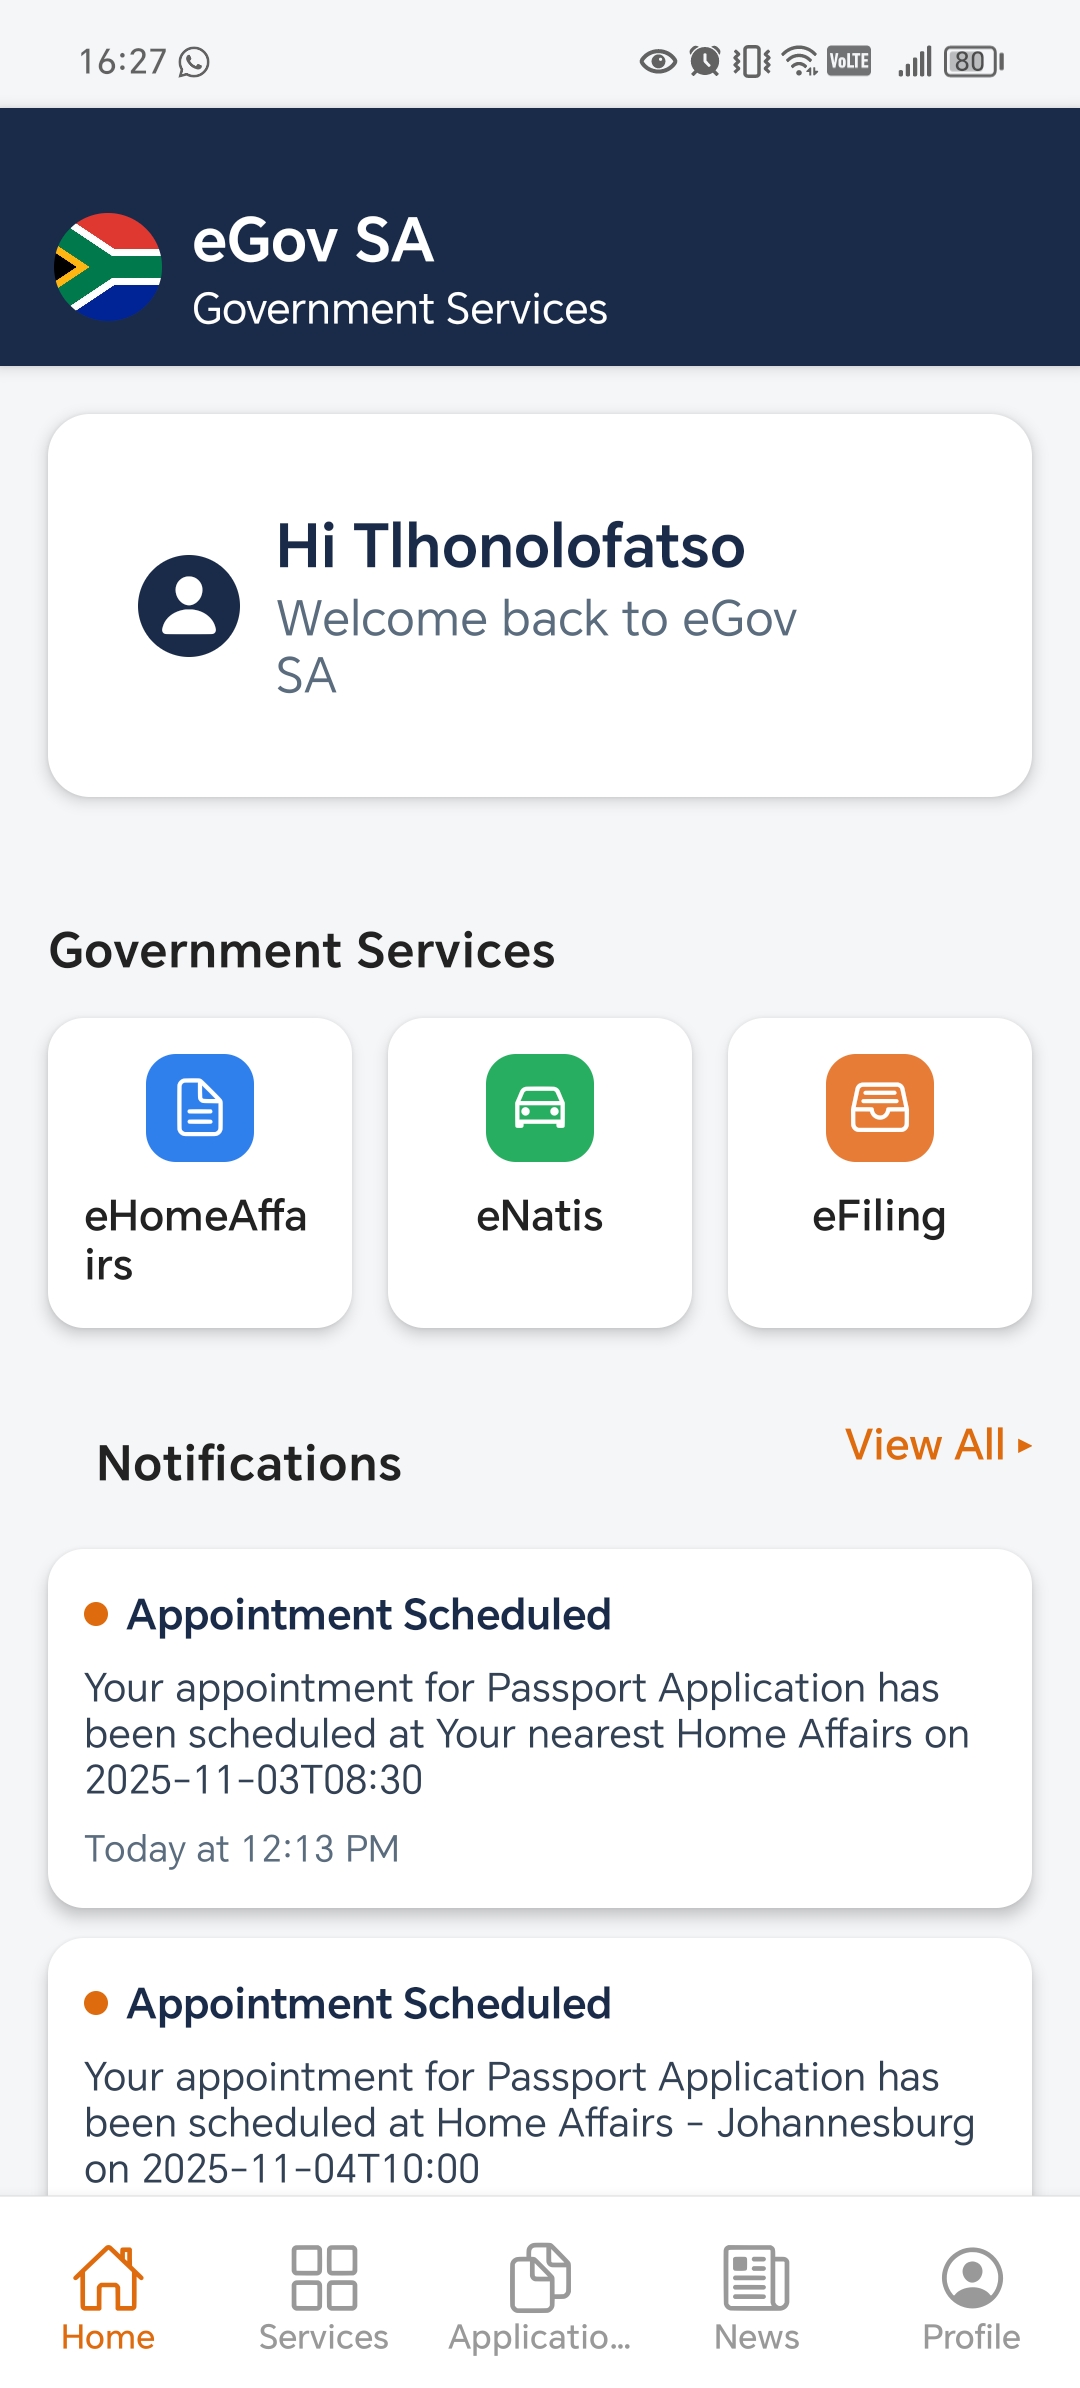 16:27
VoLTE
80
eGov SA
Government Services
Hi Tlhonolofatso
Welcome back to eGov
SA
Government Services
eHomeAffa
irs
eNatis
eFiling
Notifications
View All ▸
Appointment Scheduled
Your appointment for Passport Application has
been scheduled at Your nearest Home Affairs on
2025-11-03T08:30
Today at 12:13 PM
Appointment Scheduled
Your appointment for Passport Application has
been scheduled at Home Affairs - Johannesburg
on 2025-11-04T10:00
Home
Services
Applicatio...
News
Profile